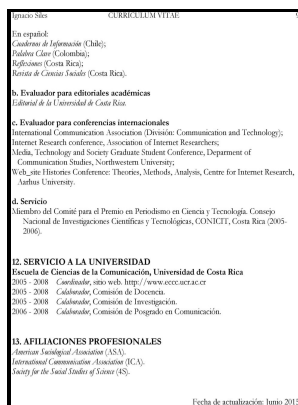 Ignacio Siles CURRICULUM VITAE 9
En español:
Cuadernos de Información (Chile);
Palabra Clave (Colombia);
Reflexiones (Costa Rica);
Revista de Ciencias Sociales (Costa Rica).
b. Evaluador para editoriales académicas
Editorial de la Universidad de Costa Rica.
c. Evaluador para conferencias internacionales
International Communication Association (División: Communication and Technology);
Internet Research conference, Association of Internet Researchers;
Media, Technology and Society Graduate Student Conference, Deparment of
Communication Studies, Northwestern University;
Web_site Histories Conference: Theories, Methods, Analysis, Centre for Internet Research,
Aarhus University.
d. Servicio
Miembro del Comité para el Premio en Periodismo en Ciencia y Tecnología. Consejo
Nacional de Investigaciones Científicas y Tecnológicas, CONICIT, Costa Rica (2005-
2006).
12. SERVICIO A LA UNIVERSIDAD
Escuela de Ciencias de la Comunicación, Universidad de Costa Rica
2005 - 2008 Coordinador, sitio web. http://www.eccc.ucr.ac.cr
2005 - 2008 Colaborador, Comisión de Docencia.
2005 - 2008 Colaborador, Comisión de Investigación.
2006 - 2008 Colaborador, Comisión de Posgrado en Comunicación.
13. AFILIACIONES PROFESIONALES
American Sociological Association (ASA).
International Communication Association (ICA).
Society for the Social Studies of Science (4S).
Fecha de actualización: Junio 2013